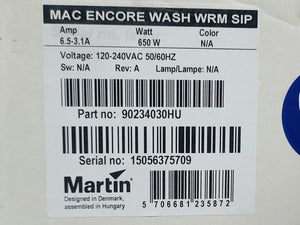 MAC ENCORE WASH WRM SIP
Amp Watt Color
6.5-3.1A 650 W N/A
Voltage: 120-240VAC 50/60HZ
Sw: N/A Rev: A Lamp/Lampe: N/A
Part no: 90234030HU
Serial no: 15056375709
Martin
Designed in Denmark,
assembled in Hungary
5 706681 235872